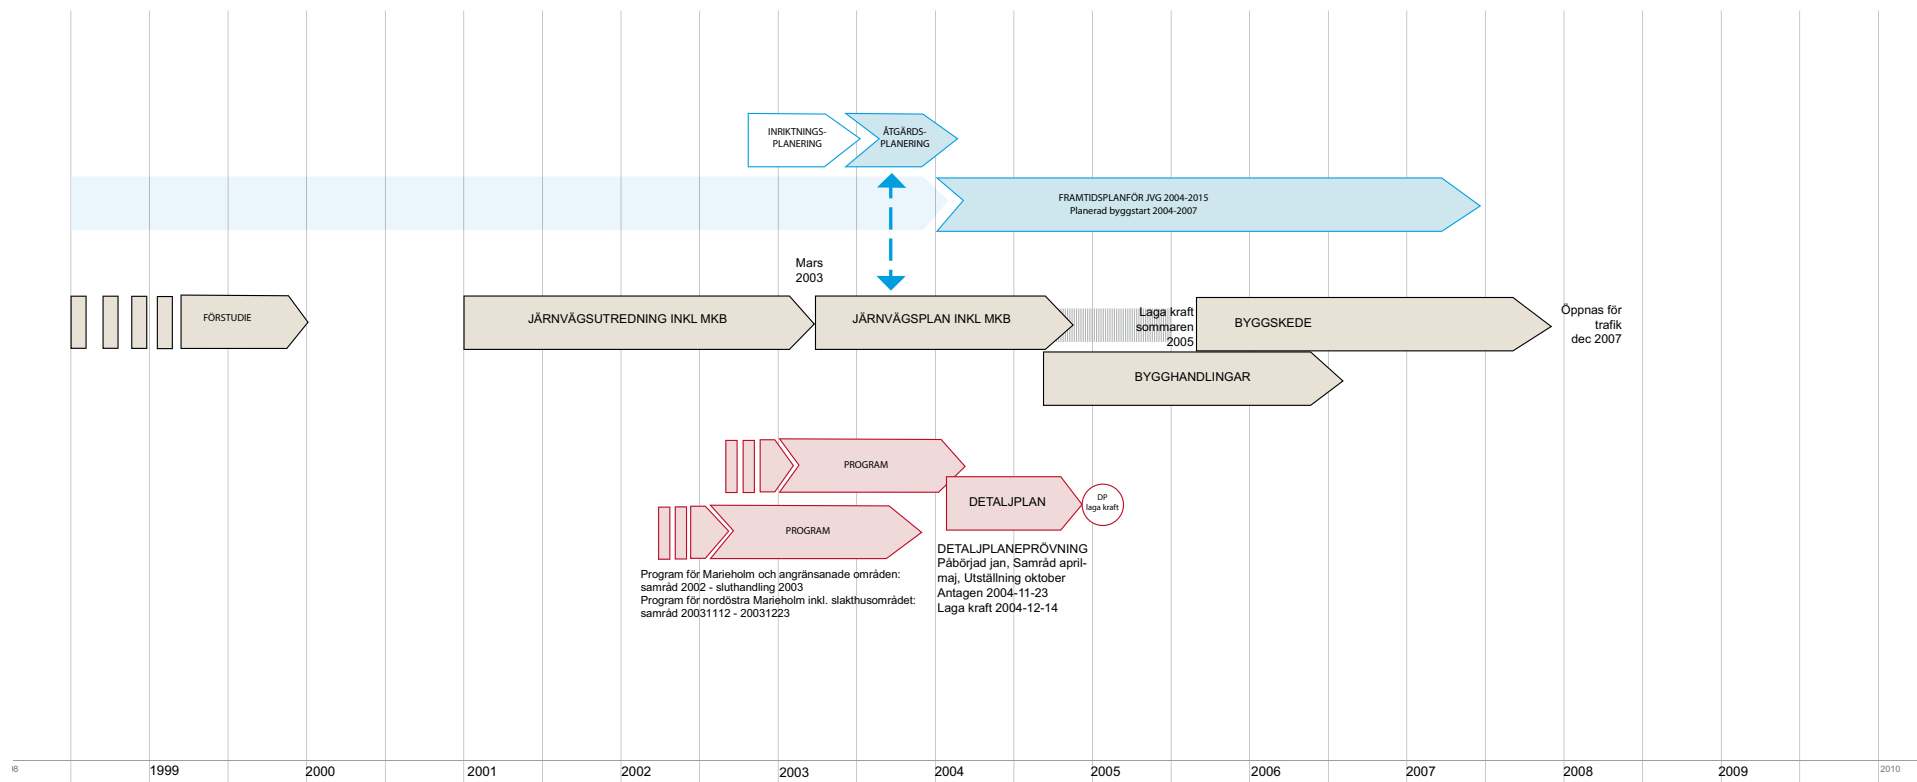 INRIKTNINGS-
PLANERING
ÅTGÄRDS-
PLANERING
FRAMTIDSPLANFÖR JVG 2004-2015
Planerad byggstart 2004-2007
Mars
2003
FÖRSTUDIE
JÄRNVÄGSUTREDNING INKL MKB
JÄRNVÄGSPLAN INKL MKB
Laga kraft
sommaren
2005
BYGGSKEDE
Öppnas för
trafik
dec 2007
BYGGHANDLINGAR
PROGRAM
DETALJPLAN
DP
laga kraft
PROGRAM
DETALJPLANEPRÖVNING
Påbörjad jan, Samråd april-
maj, Utställning oktober
Antagen 2004-11-23
Laga kraft 2004-12-14
Program för Marieholm och angränsanade områden:
samråd 2002 - sluthandling 2003
Program för nordöstra Marieholm inkl. slakthusområdet:
samråd 20031112 - 20031223
1999
2000
2001
2002
2003
2004
2005
2006
2007
2008
2009
2010